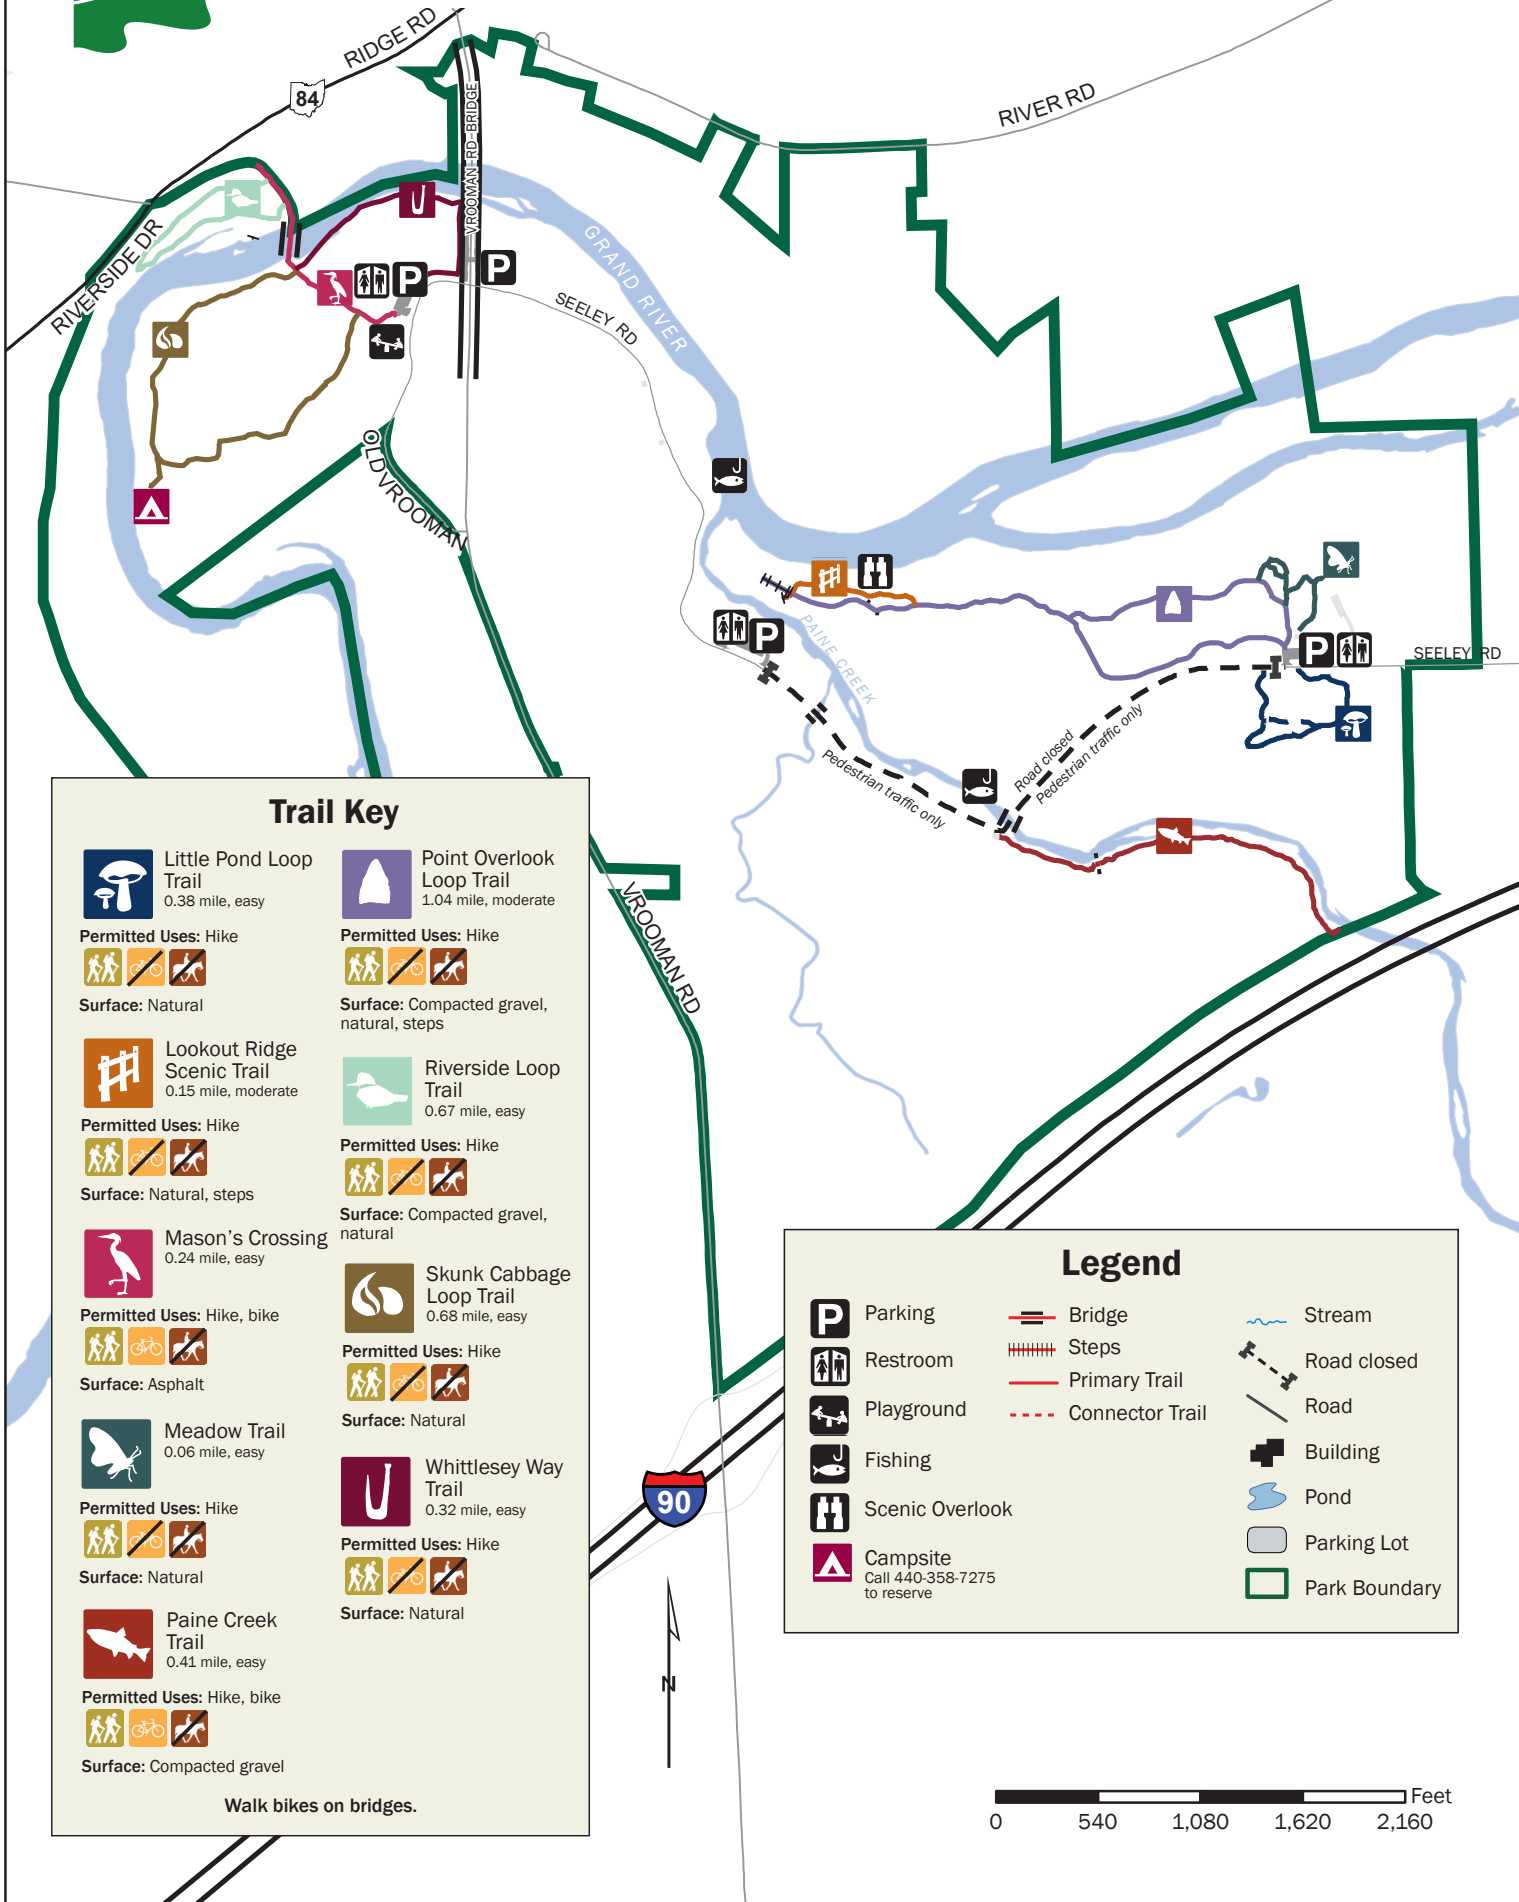 RIDGE RD
84
VROOMAN RD-BRIDGE
RIVER RD
RIVERSIDE DR
P
P
GRAND RIVER
SEELEY RD
OLD VROOMAN
P
PAINE CREEK
P
SEELEY RD
Road closed
Pedestrian traffic only
Pedestrian traffic only
VROOMAN RD
Trail Key
Little Pond Loop
Trail
0.38 mile, easy
Permitted Uses: Hike
Surface: Natural
Lookout Ridge
Scenic Trail
0.15 mile, moderate
Permitted Uses: Hike
Surface: Natural, steps
Mason's Crossing
0.24 mile, easy
Permitted Uses: Hike, bike
Surface: Asphalt
Meadow Trail
0.06 mile, easy
Permitted Uses: Hike
Surface: Natural
Paine Creek
Trail
0.41 mile, easy
Permitted Uses: Hike, bike
Surface: Compacted gravel
Point Overlook
Loop Trail
1.04 mile, moderate
Permitted Uses: Hike
Surface: Compacted gravel,
natural, steps
Riverside Loop
Trail
0.67 mile, easy
Permitted Uses: Hike
Surface: Compacted gravel,
natural
Skunk Cabbage
Loop Trail
0.68 mile, easy
Permitted Uses: Hike
Surface: Natural
Whittlesey Way
Trail
0.32 mile, easy
Permitted Uses: Hike
Surface: Natural
Walk bikes on bridges.
90
N
Legend
P
Parking
Restroom
Playground
Fishing
Scenic Overlook
Campsite
Call 440-358-7275
to reserve
Bridge
Steps
Primary Trail
Connector Trail
Stream
Road closed
Road
Building
Pond
Parking Lot
Park Boundary
Feet
0 540 1,080 1,620 2,160